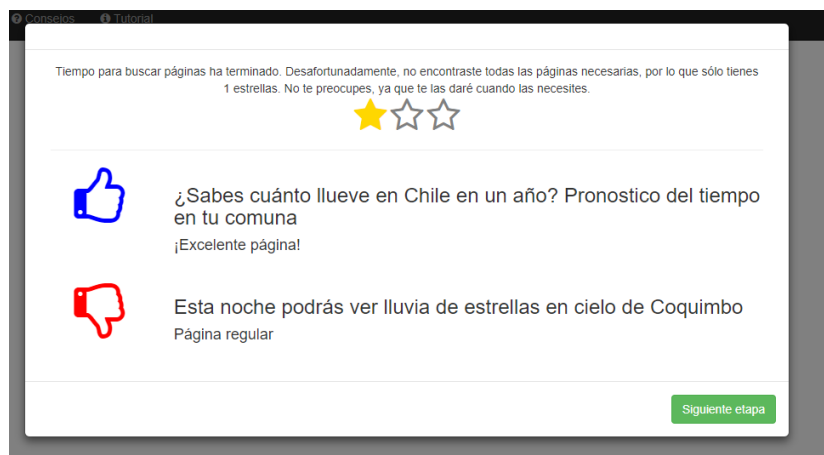 Consejos Tutorial
Tiempo para buscar páginas ha terminado. Desafortunadamente, no encontraste todas las páginas necesarias, por lo que sólo tienes
1 estrellas. No te preocupes, ya que te las daré cuando las necesites.
¿Sabes cuánto llueve en Chile en un año? Pronostico del tiempo
en tu comuna
¡Excelente página!
Esta noche podrás ver lluvia de estrellas en cielo de Coquimbo
Página regular
Siguiente etapa